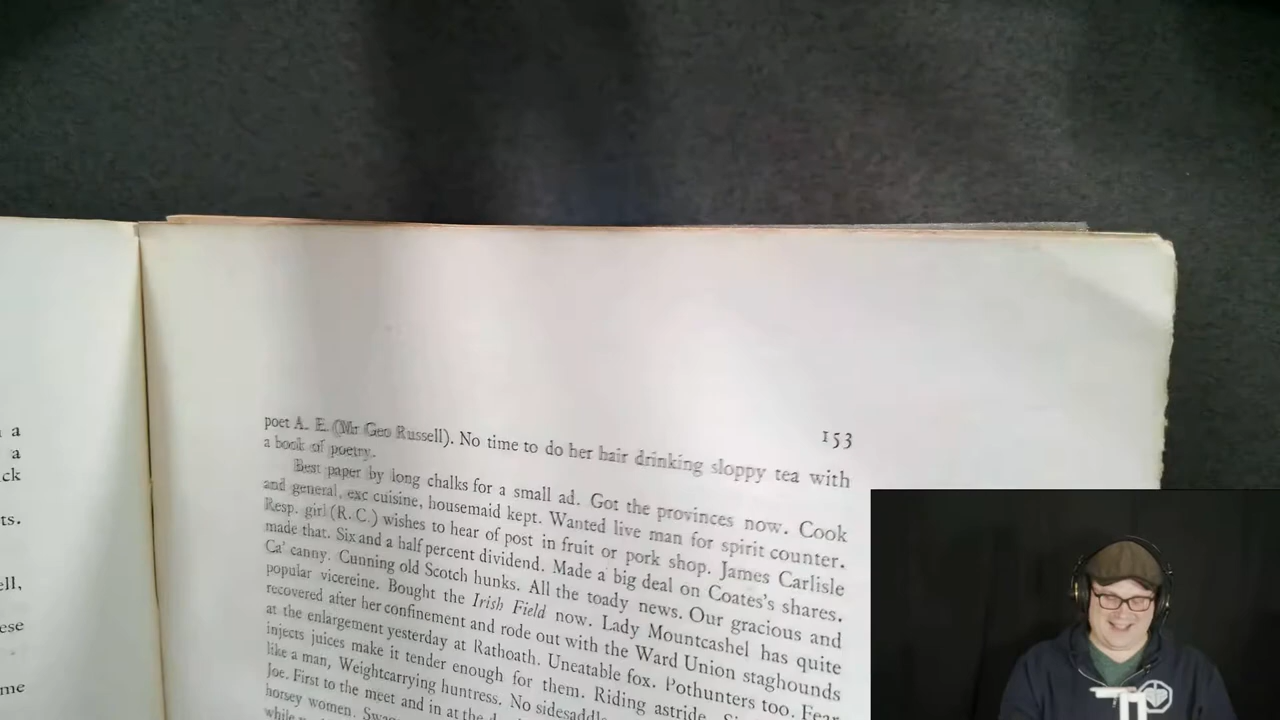 a
a
ck
ts.
ell,
ese
me
153
poet A. E. (Mr Geo Russell). No time to do her hair drinking sloppy tea with
a book of poetry.
Best paper by long chalks for a small ad. Got the provinces now. Cook
and general, exc cuisine, housemaid kept. Wanted live man for spirit counter.
Resp. girl (R. C.) wishes to hear of post in fruit or pork shop. James Carlisle
made that. Six and a half percent dividend. Made a big deal on Coates's shares.
Ca' canny. Cunning old Scotch hunks. All the toady news. Our gracious and
popular vicereine. Bought the Irish Field now. Lady Mountcashel has quite
recovered after her confinement and rode out with the Ward Union staghounds
at the enlargement yesterday at Rathoath. Uneatable fox. Pothunters too. Fear
injects juices make it tender enough for them. Riding astride.
like a man, Weightcarrying huntress. No sidesaddle
Joe. First to the meet and in at the
horsey women.
while